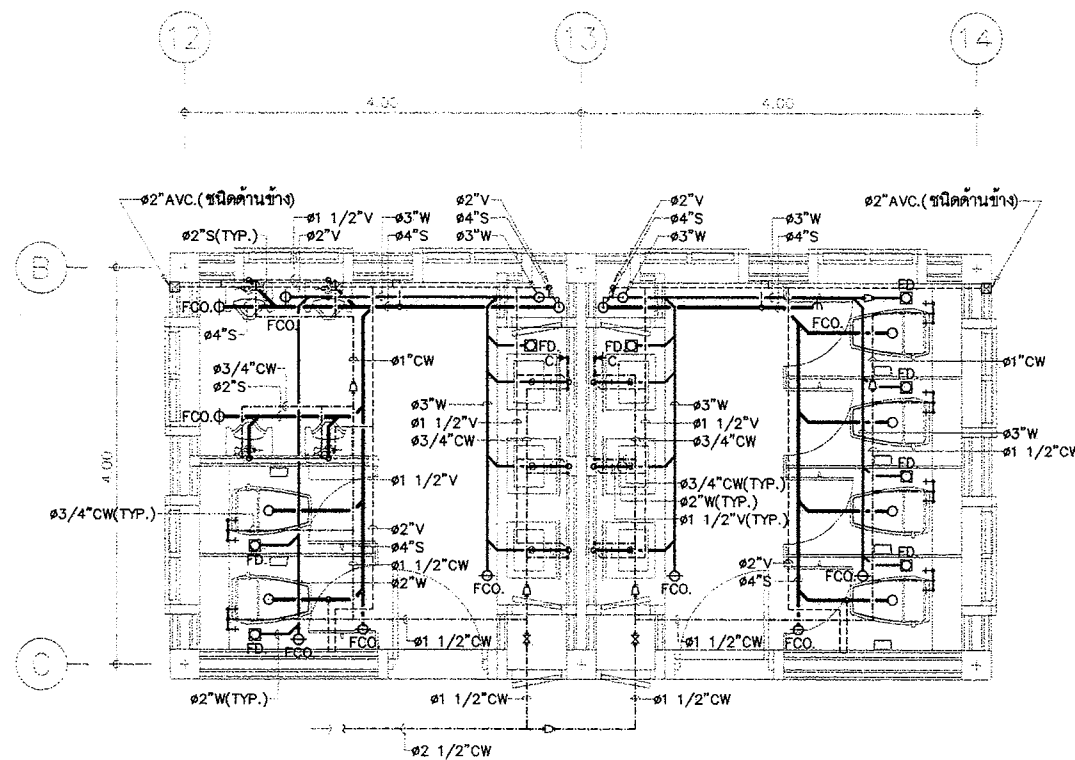 12
13
14
4.00
4.00
ø2"AVC.(ชนิดด้านข้าง)
ø1 1/2"V
ø2"S(TYP.)
ø2"V
ø3"W
ø4"S
ø2"V
ø4"S
ø3"W
ø2"V
ø4"S
ø3"W
ø2"AVC.(ชนิดด้านข้าง)
ø3"W
ø4"S
B
FCO.
FCO.
ø4"S
FD.
FD.
C.
C.
FD.
FCO.
ø1"CW
ø1"CW
ø3/4"CW
ø2"S
FD.
4.00
FCO.
ø3"W
ø1 1/2"V
ø3/4"CW
ø3"W
ø1 1/2"V
ø3/4"CW
ø3"W
ø1 1/2"CW
ø1 1/2"V
ø3/4"CW(TYP.)
FD.
ø3/4"CW(TYP.)
ø2"W(TYP.)
ø1 1/2"V(TYP.)
ø2"V
ø4"S
FD.
ø1 1/2"CW
ø2"W
ø2"V
ø4"S
FD.
FCO.
FCO.
FCO.
C
FD.
FCO.
FCO.
ø1 1/2"CW
ø1 1/2"CW
FCO.
ø2"W(TYP.)
ø1 1/2"CW
ø1 1/2"CW
ø2 1/2"CW